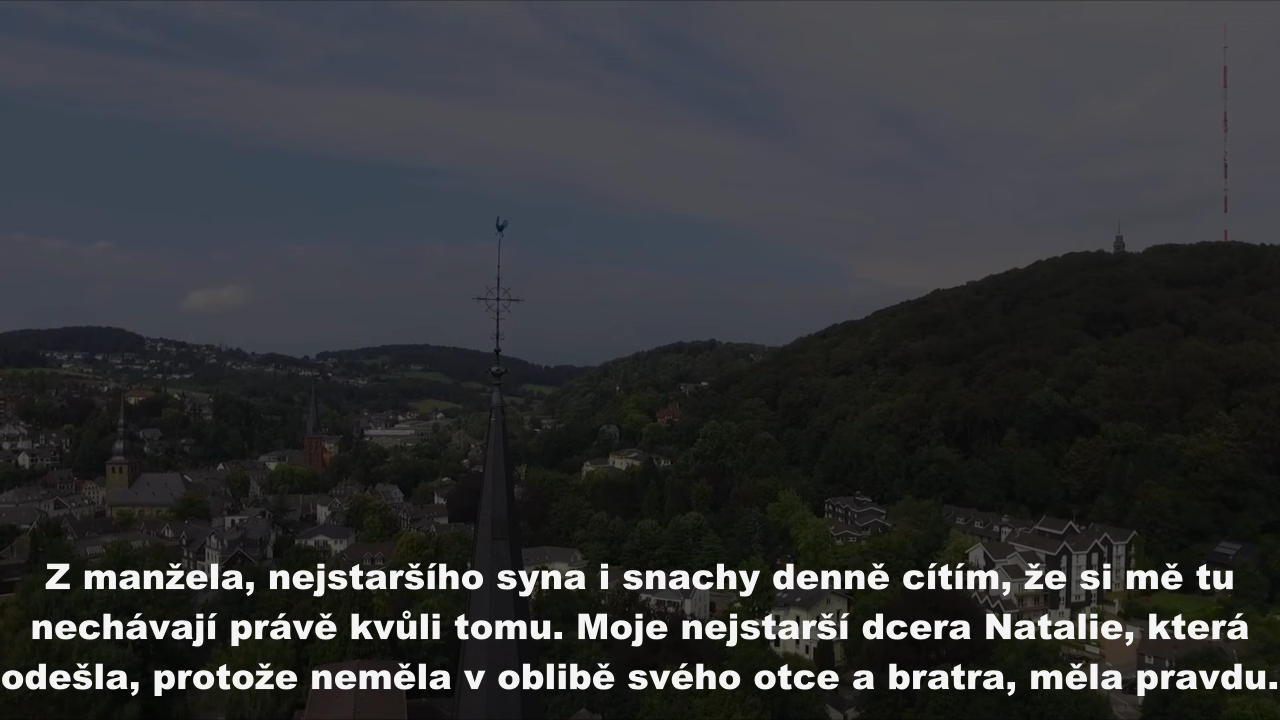 Z manžela, nejstaršího syna i snachy denně cítím, že si mě tu
nechávají právě kvůli tomu. Moje nejstarší dcera Natalie, která
odešla, protože neměla v oblibě svého otce a bratra, měla pravdu.